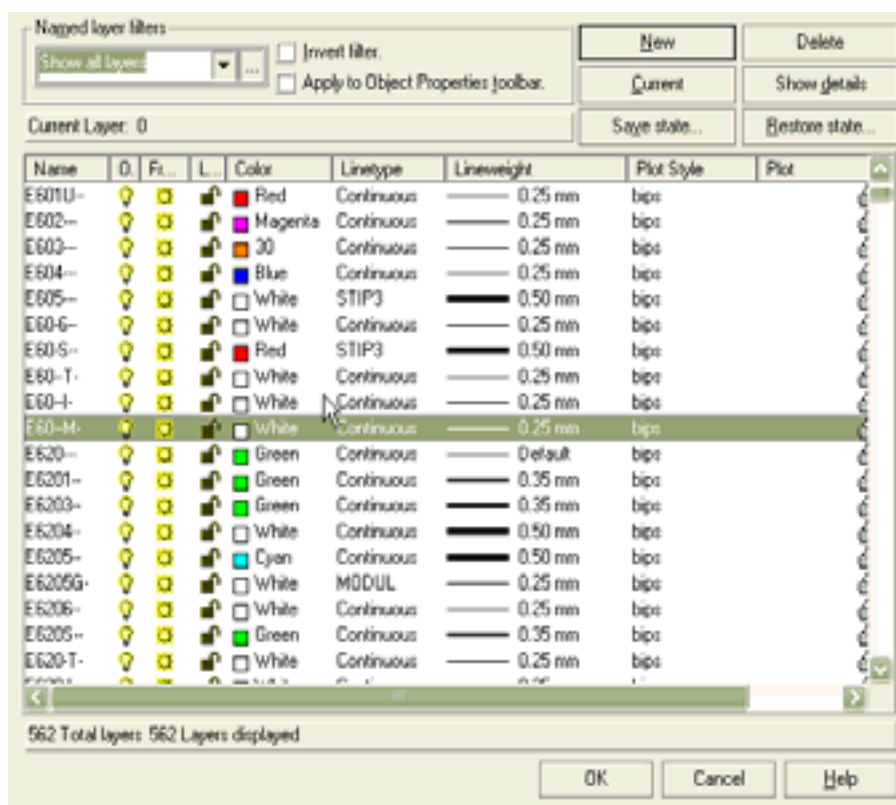 Named layer filters
Show all layers
...
Invert filter.
Apply to Object Properties toolbar.
New
Delete
Current
Show details
Current Layer: 0
Save state...
Restore state...
Name O. Fr... L... Color Linetype Lineweight Plot Style Plot
E601U-- Red Continuous 0.25 mm bips
E602--- Magenta Continuous 0.25 mm bips
E603--- 30 Continuous 0.25 mm bips
E604--- Blue Continuous 0.25 mm bips
E605--- White STIP3 0.50 mm bips
E60-6-- White Continuous 0.25 mm bips
E60-S-- Red STIP3 0.50 mm bips
E60--T- White Continuous 0.25 mm bips
E60--I- White Continuous 0.25 mm bips
E60--M- White Continuous 0.25 mm bips
E620--- Green Continuous Default bips
E6201-- Green Continuous 0.35 mm bips
E6203-- Green Continuous 0.35 mm bips
E6204-- White Continuous 0.50 mm bips
E6205-- Cyan Continuous 0.50 mm bips
E6205G- White MODUL 0.25 mm bips
E6206-- White Continuous 0.25 mm bips
E620S-- Green Continuous 0.35 mm bips
E620-T- White Continuous 0.25 mm bips
562 Total layers 562 Layers displayed
OK
Cancel
Help